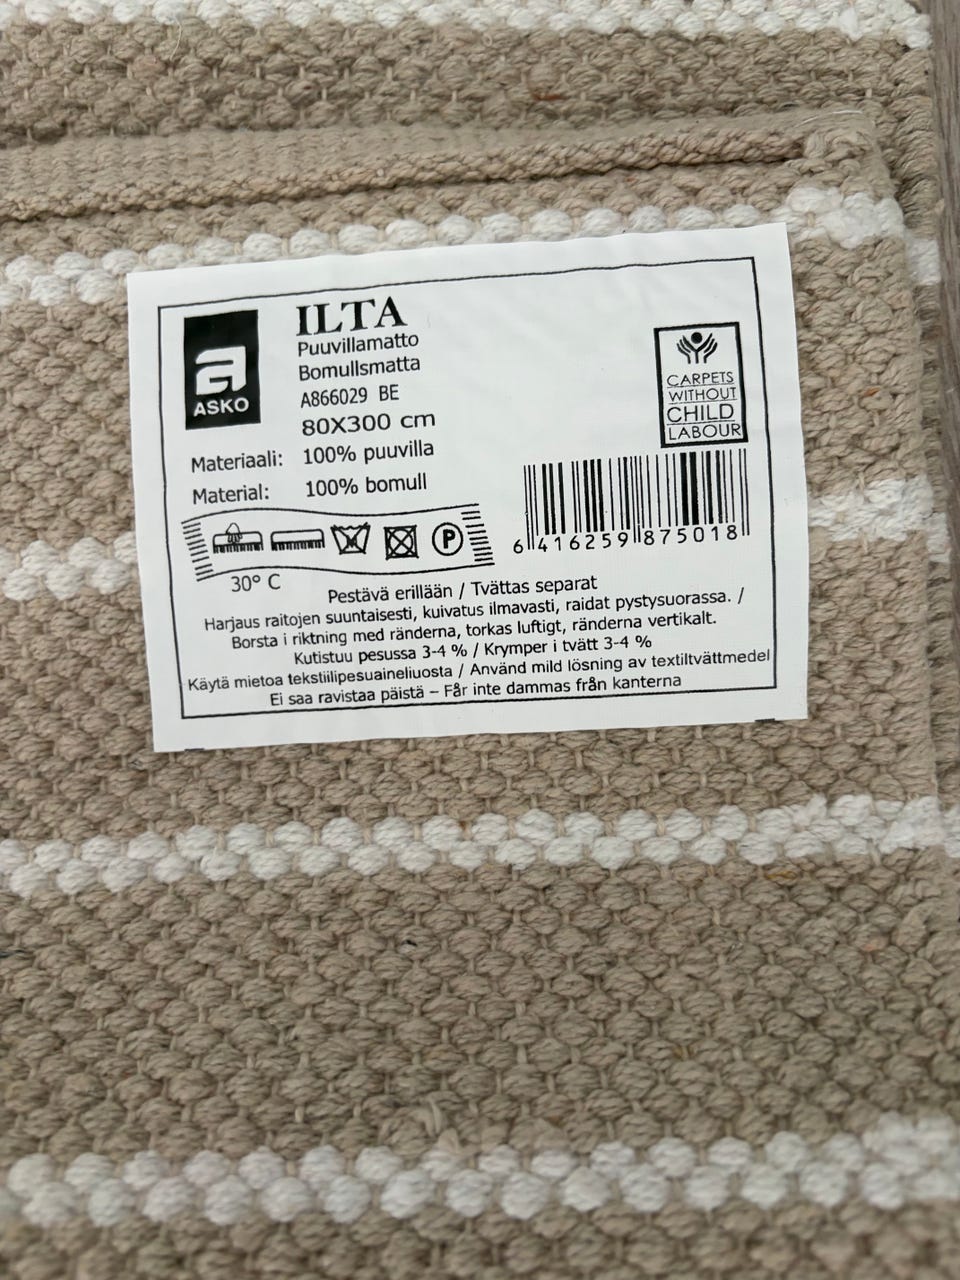 ILTA
Puuvillamatto
Bomullsmatta
A866029 BE
80X300 cm
a
ASKO
Materiaali: 100% puuvilla
Material: 100% bomull
CARPETS
WITHOUT
CHILD
LABOUR
6 416259 875018
P
30° C
Pestävä erillään / Tvättas separat
Harjaus raitojen suuntaisesti, kuivatus ilmavasti, raidat pystysuorassa. /
Borsta i riktning med ränderna, torkas luftigt, ränderna vertikalt.
Kutistuu pesussa 3-4 % / Krymper i tvätt 3-4 %
Käytä mietoa tekstiilipesuaineliuosta / Använd mild lösning av textiltvättmedel
Ei saa ravistaa päistä – Får inte dammas från kanterna